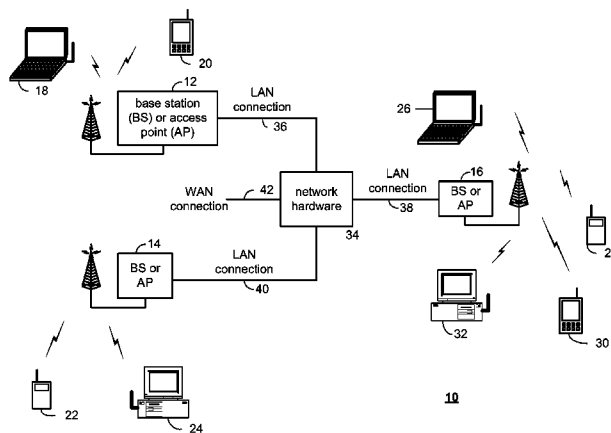 20
18
12
base station
(BS) or access
point (AP)
LAN
connection
36
26
WAN
connection
42
network
hardware
34
LAN
connection
38
16
BS or
AP
14
BS or
AP
LAN
connection
40
2
32
30
22
24
10